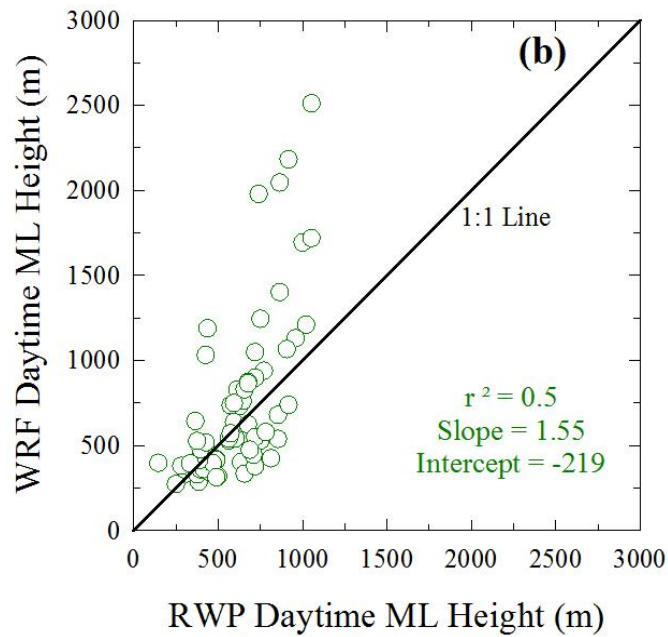 3000
(b)
2500
2000
1:1 Line
1500
1000
500
0
WRF Daytime ML Height (m)
r ² = 0.5
Slope = 1.55
Intercept = -219
0 500 1000 1500 2000 2500 3000
RWP Daytime ML Height (m)